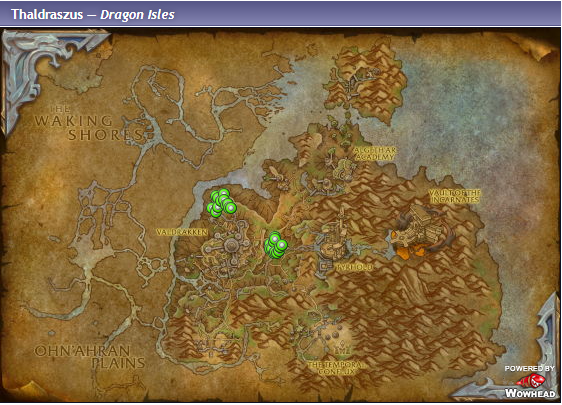 Thaldraszus — Dragon Isles
THE
WAKING
SHORES
ALGETH'AR
ACADEMY
VAULT OF THE
INCARNATES
VALDRAKKEN
TYRHOLD
OHN'AHRAN
PLAINS
THE TEMPORAL
CONFLUX
POWERED BY
WOWHEAD